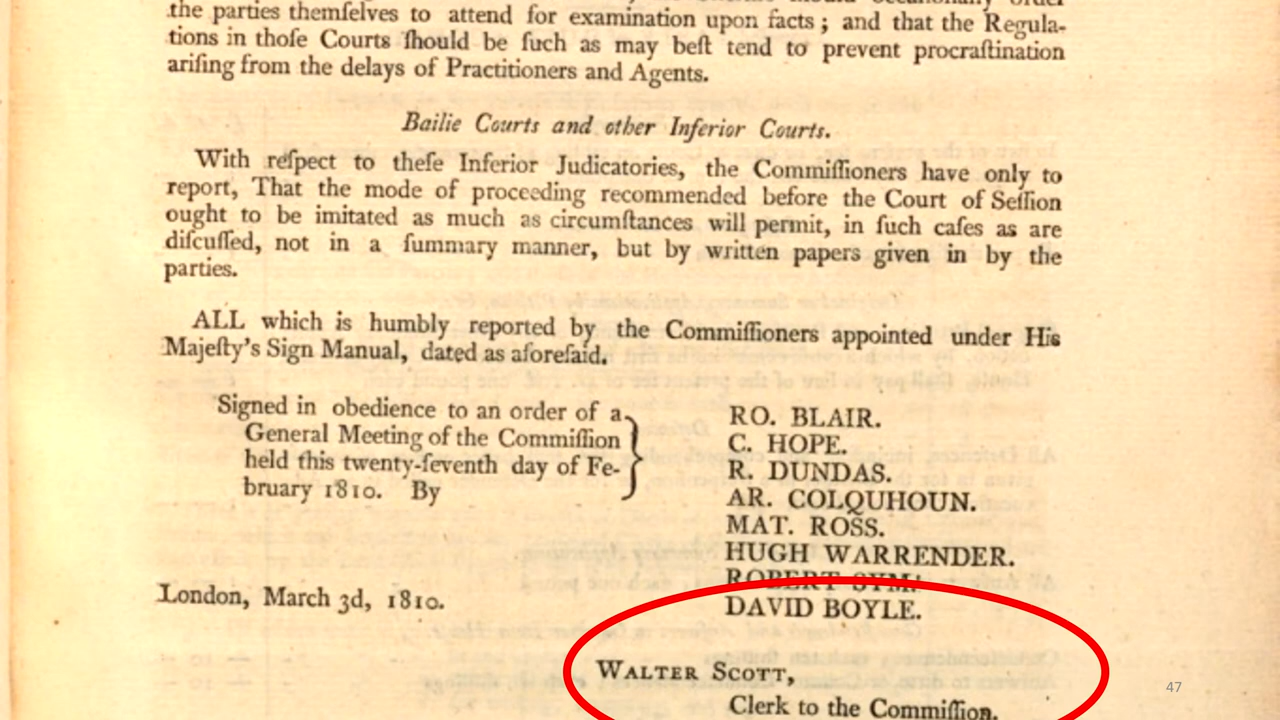 the parties themſelves to attend for examination upon facts; and that the Regula-
tions in thoſe Courts ſhould be ſuch as may beſt tend to prevent procraſtination
ariſing from the delays of Practitioners and Agents.
Bailie Courts and other Inferior Courts.
With reſpect to theſe Inferior Judicatories, the Commiſſioners have only to
report, That the mode of proceeding recommended before the Court of Seſſion
ought to be imitated as much as circumſtances will permit, in ſuch caſes as are
diſcuſſed, not in a ſummary manner, but by written papers given in by the
parties.
ALL which is humbly reported by the Commiſſioners appointed under His
Majeſty's Sign Manual, dated as aforeſaid.
Signed in obedience to an order of a
General Meeting of the Commiſſion
held this twenty-ſeventh day of Fe-
bruary 1810. By
RO. BLAIR.
C. HOPE.
R. DUNDAS.
AR. COLQUHOUN.
MAT. ROSS.
HUGH WARRENDER.
ROBERT SYM.
DAVID BOYLE.
London, March 3d, 1810.
WALTER SCOTT,
Clerk to the Commiſſion.
47